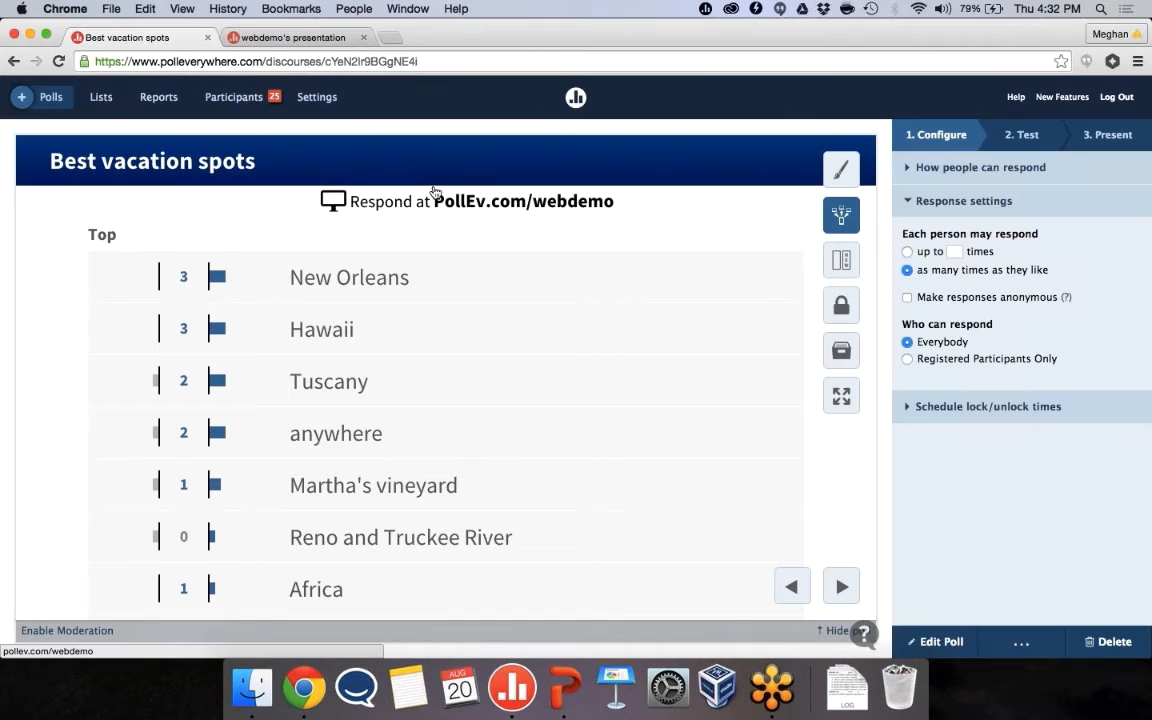 Chrome File Edit View History Bookmarks People Window Help 79% Thu 4:32 PM
Best vacation spots webdemo's presentation Meghan
https://www.polleverywhere.com/discourses/cYeN2Ir9BGgNE4i
+ Polls Lists Reports Participants 25 Settings Help New Features Log Out
1. Configure 2. Test 3. Present
Best vacation spots
How people can respond
Respond at PollEv.com/webdemo
Response settings
Top
Each person may respond
up to times
as many times as they like
3 New Orleans
Make responses anonymous (?)
3 Hawaii
Who can respond
Everybody
Registered Participants Only
2 Tuscany
Schedule lock/unlock times
2 anywhere
1 Martha's vineyard
0 Reno and Truckee River
1 Africa
Enable Moderation ↑ Hide
?
Edit Poll ... Delete
pollev.com/webdemo
AUG
20
LOG